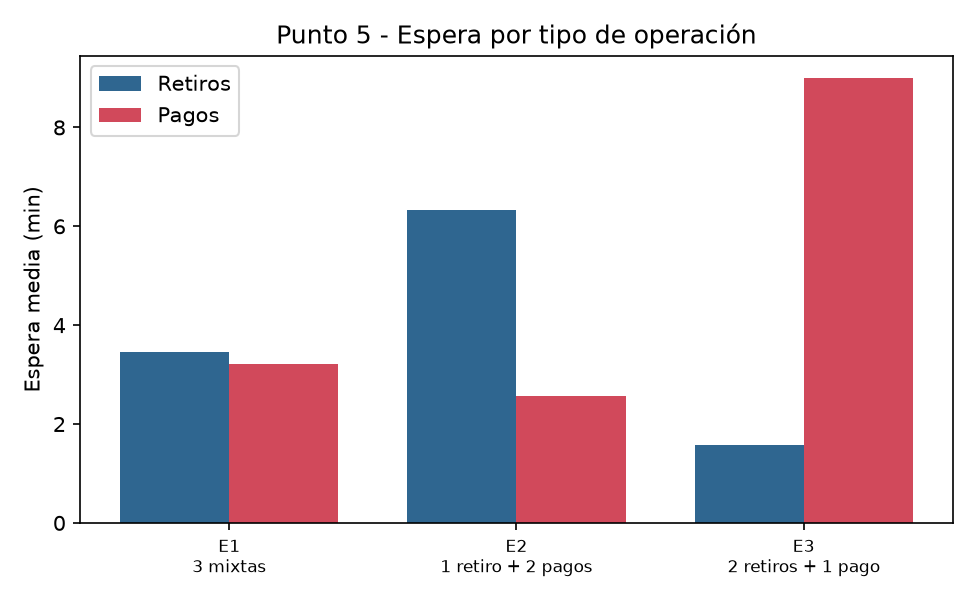 Punto 5 - Espera por tipo de operación
Retiros
Pagos
Espera media (min)
8
6
4
2
0
E1
3 mixtas
E2
1 retiro + 2 pagos
E3
2 retiros + 1 pago